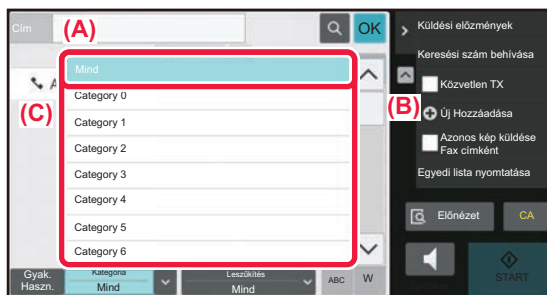 Cím
(A)
OK
Küldési előzmények
Keresési szám behívása
Közvetlen TX
(B)
Új Hozzáadása
Azonos kép küldése
Fax címként
Egyedi lista nyomtatása
Előnézet
CA
START
(C)
A
Mind
Category 0
Category 1
Category 2
Category 3
Category 4
Category 5
Category 6
Gyak.
Haszn.
Kategória
Mind
Leszűkítés
Mind
ABC
W